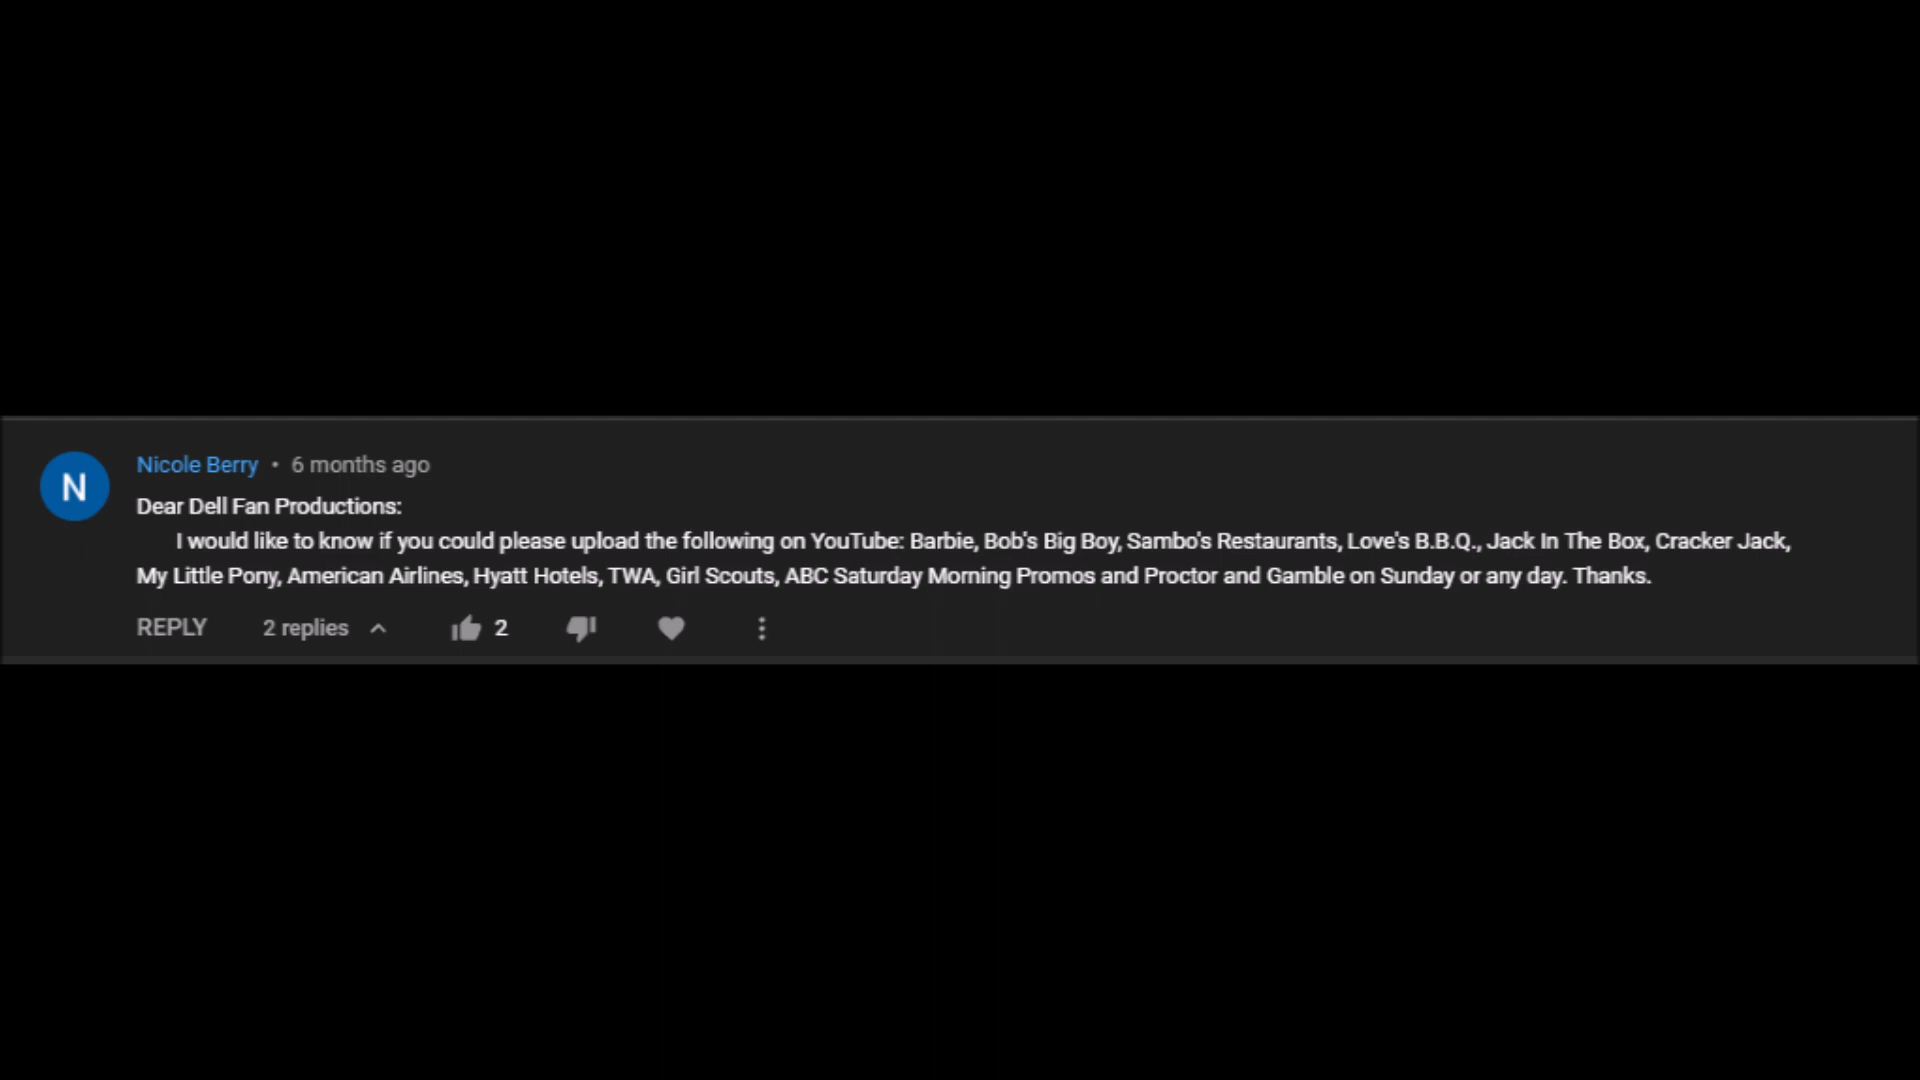 N
Nicole Berry • 6 months ago
Dear Dell Fan Productions:
I would like to know if you could please upload the following on YouTube: Barbie, Bob's Big Boy, Sambo's Restaurants, Love's B.B.Q., Jack In The Box, Cracker Jack,
My Little Pony, American Airlines, Hyatt Hotels, TWA, Girl Scouts, ABC Saturday Morning Promos and Proctor and Gamble on Sunday or any day. Thanks.
REPLY 2 replies 2